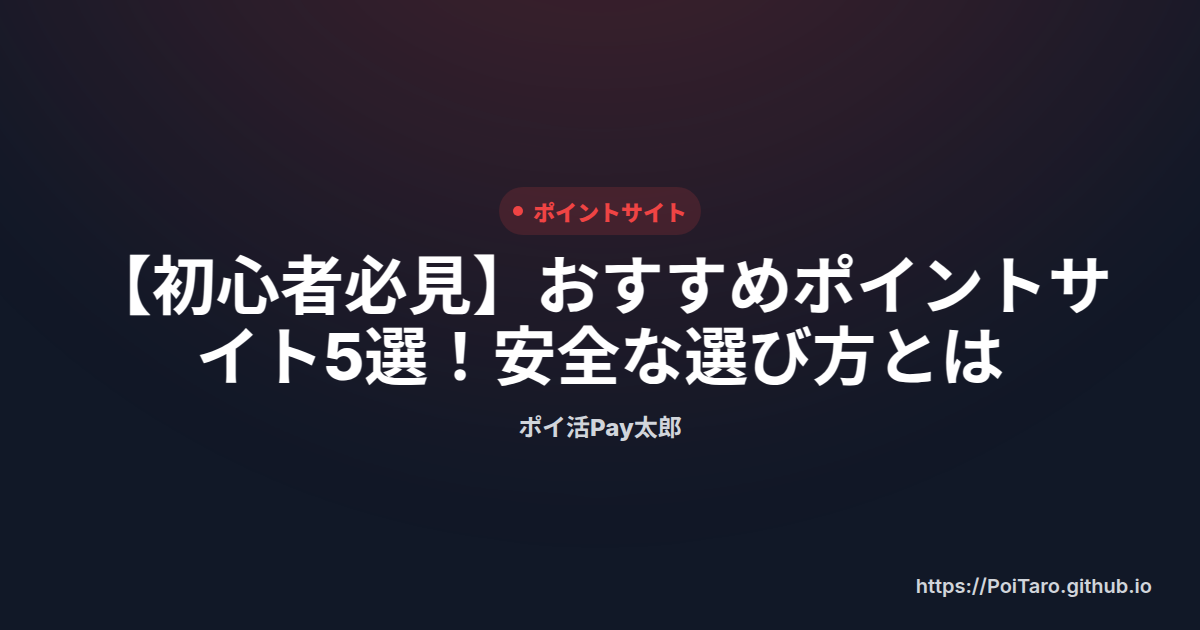 ポイントサイト
【初心者必見】おすすめポイントサ
イト5選！安全な選び方とは
ポイ活Pay太郎
https://PoiTaro.github.io